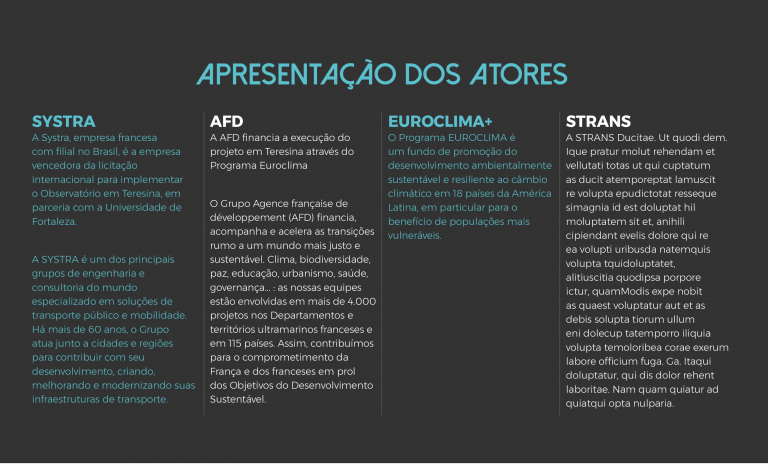 APRESENTAÇÃO DOS ATORES
SYSTRA
A Systra, empresa francesa
com filial no Brasil, é a empresa
vencedora da licitação
internacional para implementar
o Observatório em Teresina, em
parceria com a Universidade de
Fortaleza.
A SYSTRA é um dos principais
grupos de engenharia e
consultoria do mundo
especializado em soluções de
transporte público e mobilidade.
Há mais de 60 anos, o Grupo
atua junto a cidades e regiões
para contribuir com seu
desenvolvimento, criando,
melhorando e modernizando suas
infraestruturas de transporte.
AFD
A AFD financia a execução do
projeto em Teresina através do
Programa Euroclima
O Grupo Agence française de
développement (AFD) financia,
acompanha e acelera as transições
rumo a um mundo mais justo e
sustentável. Clima, biodiversidade,
paz, educação, urbanismo, saúde,
governança... : as nossas equipes
estão envolvidas em mais de 4.000
projetos nos Departamentos e
territórios ultramarinos franceses e
em 115 países. Assim, contribuímos
para o comprometimento da
França e dos franceses em prol
dos Objetivos do Desenvolvimento
Sustentável.
EUROCLIMA+
O Programa EUROCLIMA é
um fundo de promoção do
desenvolvimento ambientalmente
sustentável e resiliente ao câmbio
climático em 18 países da América
Latina, em particular para o
benefício de populações mais
vulneráveis.
STRANS
A STRANS Ducitae. Ut quodi dem.
Ique pratur molut rehendam et
vellutati totas ut qui cuptatum
as ducit atemporeptat lamuscit
re volupta epudictotat resseque
simagnia id est doluptat hil
moluptatem sit et, anihili
cipiendant evelis dolore qui re
ea volupti uribusda natemquis
volupta tquidoluptatet,
alitiuscitia quodipsa porpore
ictur, quamModis expe nobit
as quaest voluptatur aut et as
debis solupta tiorum ullum
eni dolecup tatemporro iliquia
volupta temoloribea corae exerum
labore officium fuga. Ga. Itaqui
doluptatur, qui dis dolor rehent
laboritae. Nam quam quiatur ad
quiatqui opta nulparia.